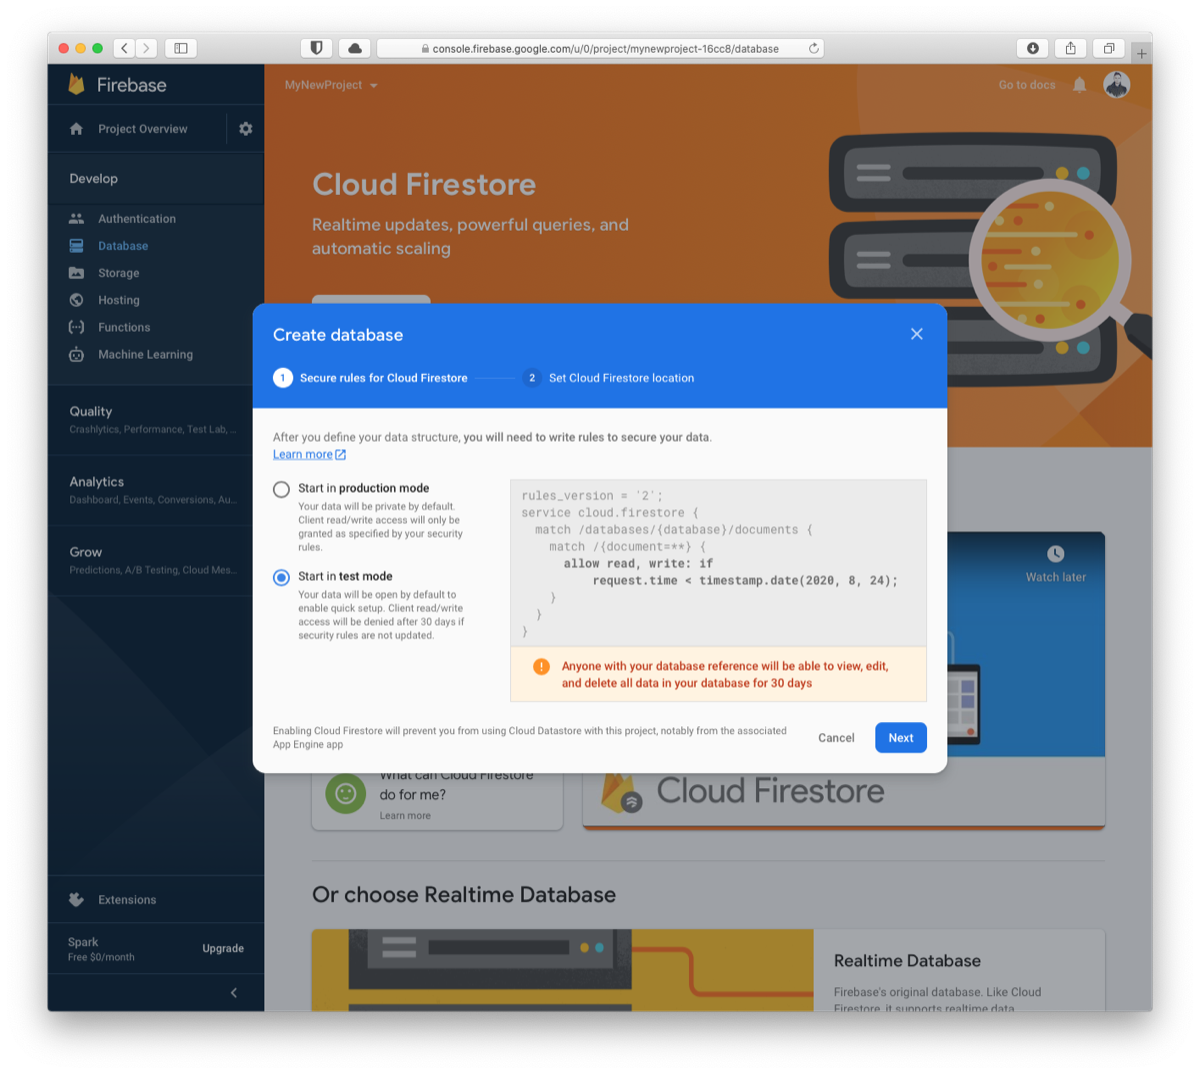 console.firebase.google.com/u/0/project/mynewproject-16cc8/database
Firebase
MyNewProject
Go to docs
Project Overview
Develop
Authentication
Database
Storage
Hosting
Functions
Machine Learning
Quality
Crashlytics, Performance, Test Lab, ...
Analytics
Dashboard, Events, Conversions, Au...
Grow
Predictions, A/B Testing, Cloud Mes...
Extensions
Spark
Free $0/month
Upgrade
Cloud Firestore
Realtime updates, powerful queries, and
automatic scaling
Create database
1 Secure rules for Cloud Firestore
2 Set Cloud Firestore location
After you define your data structure, you will need to write rules to secure your data.
Learn more
Start in production mode
Your data will be private by default.
Client read/write access will only be
granted as specified by your security
rules.
Start in test mode
Your data will be open by default to
enable quick setup. Client read/write
access will be denied after 30 days if
security rules are not updated.
rules_version = '2';
service cloud.firestore {
match /databases/{database}/documents {
match /{document=**} {
allow read, write: if
request.time < timestamp.date(2020, 8, 24);
}
}
}
Anyone with your database reference will be able to view, edit,
and delete all data in your database for 30 days
Enabling Cloud Firestore will prevent you from using Cloud Datastore with this project, notably from the associated
App Engine app
Cancel
Next
Watch later
What can Cloud Firestore
do for me?
Learn more
Cloud Firestore
Or choose Realtime Database
Realtime Database
Firebase's original database. Like Cloud
Firestore, it supports realtime data